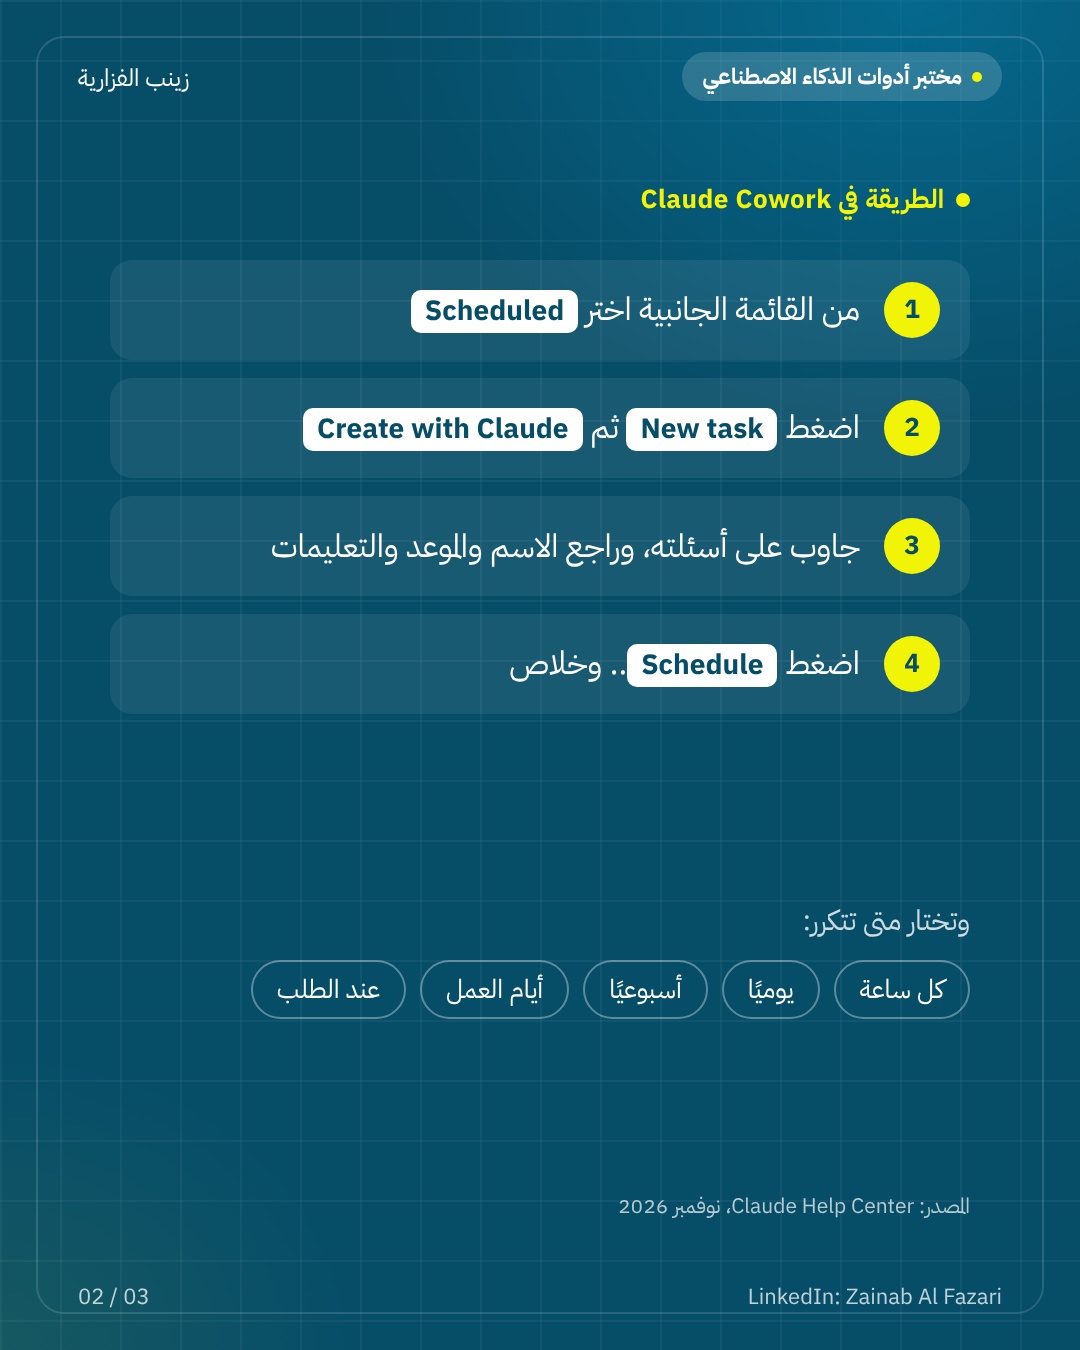 مختبر أدوات الذكاء الاصطناعي
زينب الفزارية
الطريقة في Claude Cowork
1 من القائمة الجانبية اختر Scheduled
2 اضغط New task ثم Create with Claude
3 جاوب على أسئلته، وراجع الاسم والموعد والتعليمات
4 اضغط Schedule.. وخلاص
وتختار متى تتكرر:
كل ساعة يوميًا أسبوعيًا أيام العمل عند الطلب
المصدر: Claude Help Center، نوفمبر 2026
LinkedIn: Zainab Al Fazari
02 / 03